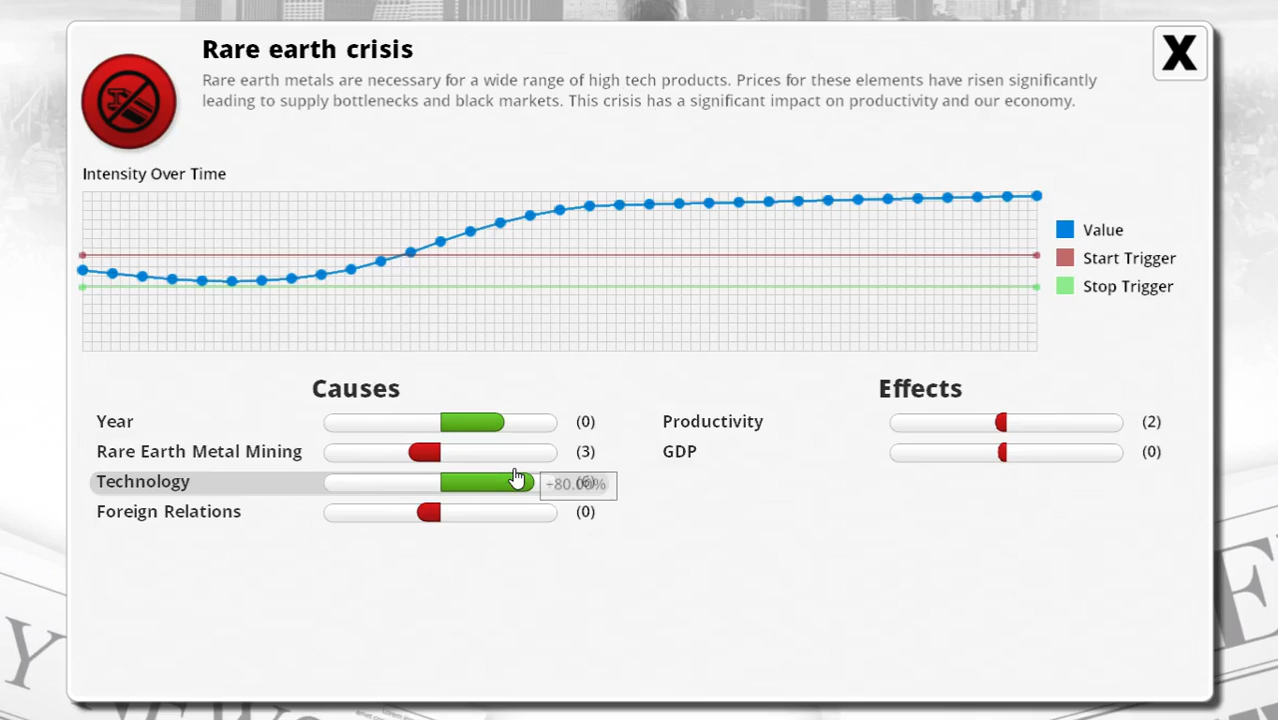 Rare earth crisis
X
Rare earth metals are necessary for a wide range of high tech products. Prices for these elements have risen significantly
leading to supply bottlenecks and black markets. This crisis has a significant impact on productivity and our economy.
Intensity Over Time
Value
Start Trigger
Stop Trigger
Causes
Effects
Year (0)
Productivity (2)
Rare Earth Metal Mining (3)
GDP (0)
Technology
Foreign Relations (0)